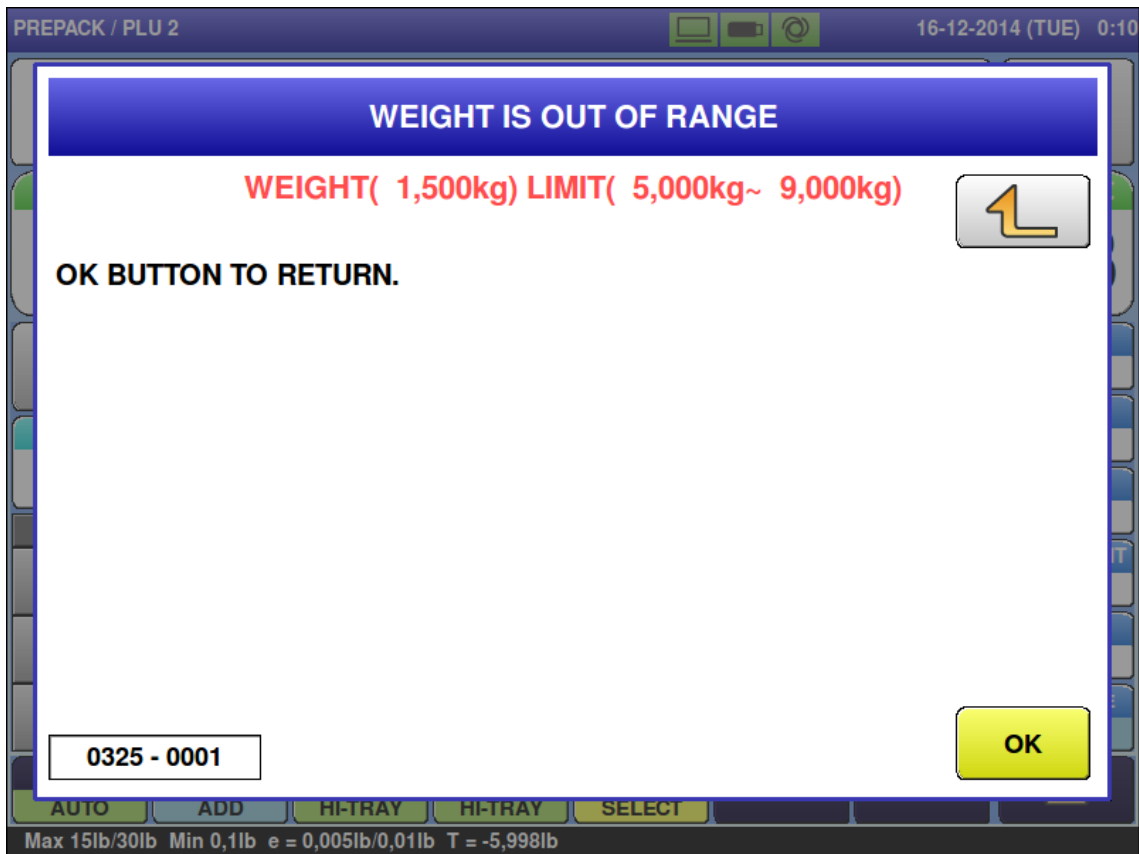 PREPACK / PLU 2 16-12-2014 (TUE) 0:10
WEIGHT IS OUT OF RANGE
WEIGHT( 1,500kg) LIMIT( 5,000kg~ 9,000kg)
OK BUTTON TO RETURN.
0325 - 0001
OK
AUTO ADD HI-TRAY HI-TRAY SELECT
Max 15lb/30lb Min 0,1lb e = 0,005lb/0,01lb T = -5,998lb